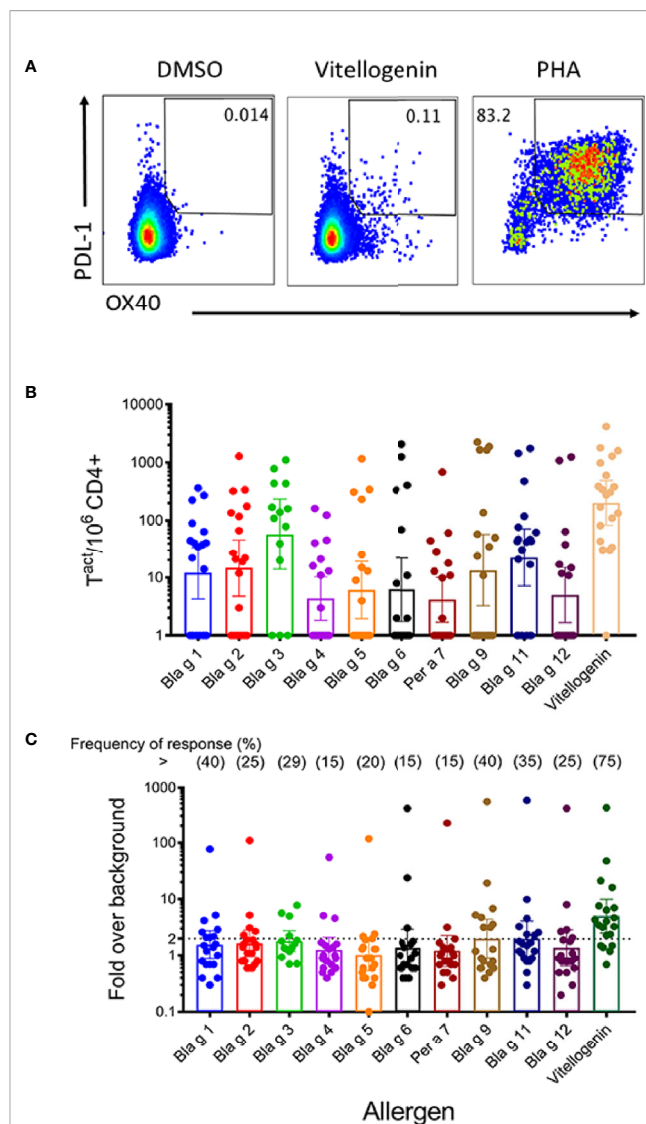 A
DMSO Vitellogenin PHA
0.014 0.11 83.2
PDL-1
OX40
B
10000
1000
100
10
1
T^act/10^6 CD4+
Bla g 1 Bla g 2 Bla g 3 Bla g 4 Bla g 5 Bla g 6 Per a 7 Bla g 9 Bla g 11 Bla g 12 Vitellogenin
C
Frequency of response (%)
> (40) (25) (29) (15) (20) (15) (15) (40) (35) (25) (75)
1000
100
10
2
1
0.1
Fold over background
Bla g 1 Bla g 2 Bla g 3 Bla g 4 Bla g 5 Bla g 6 Per a 7 Bla g 9 Bla g 11 Bla g 12 Vitellogenin
Allergen